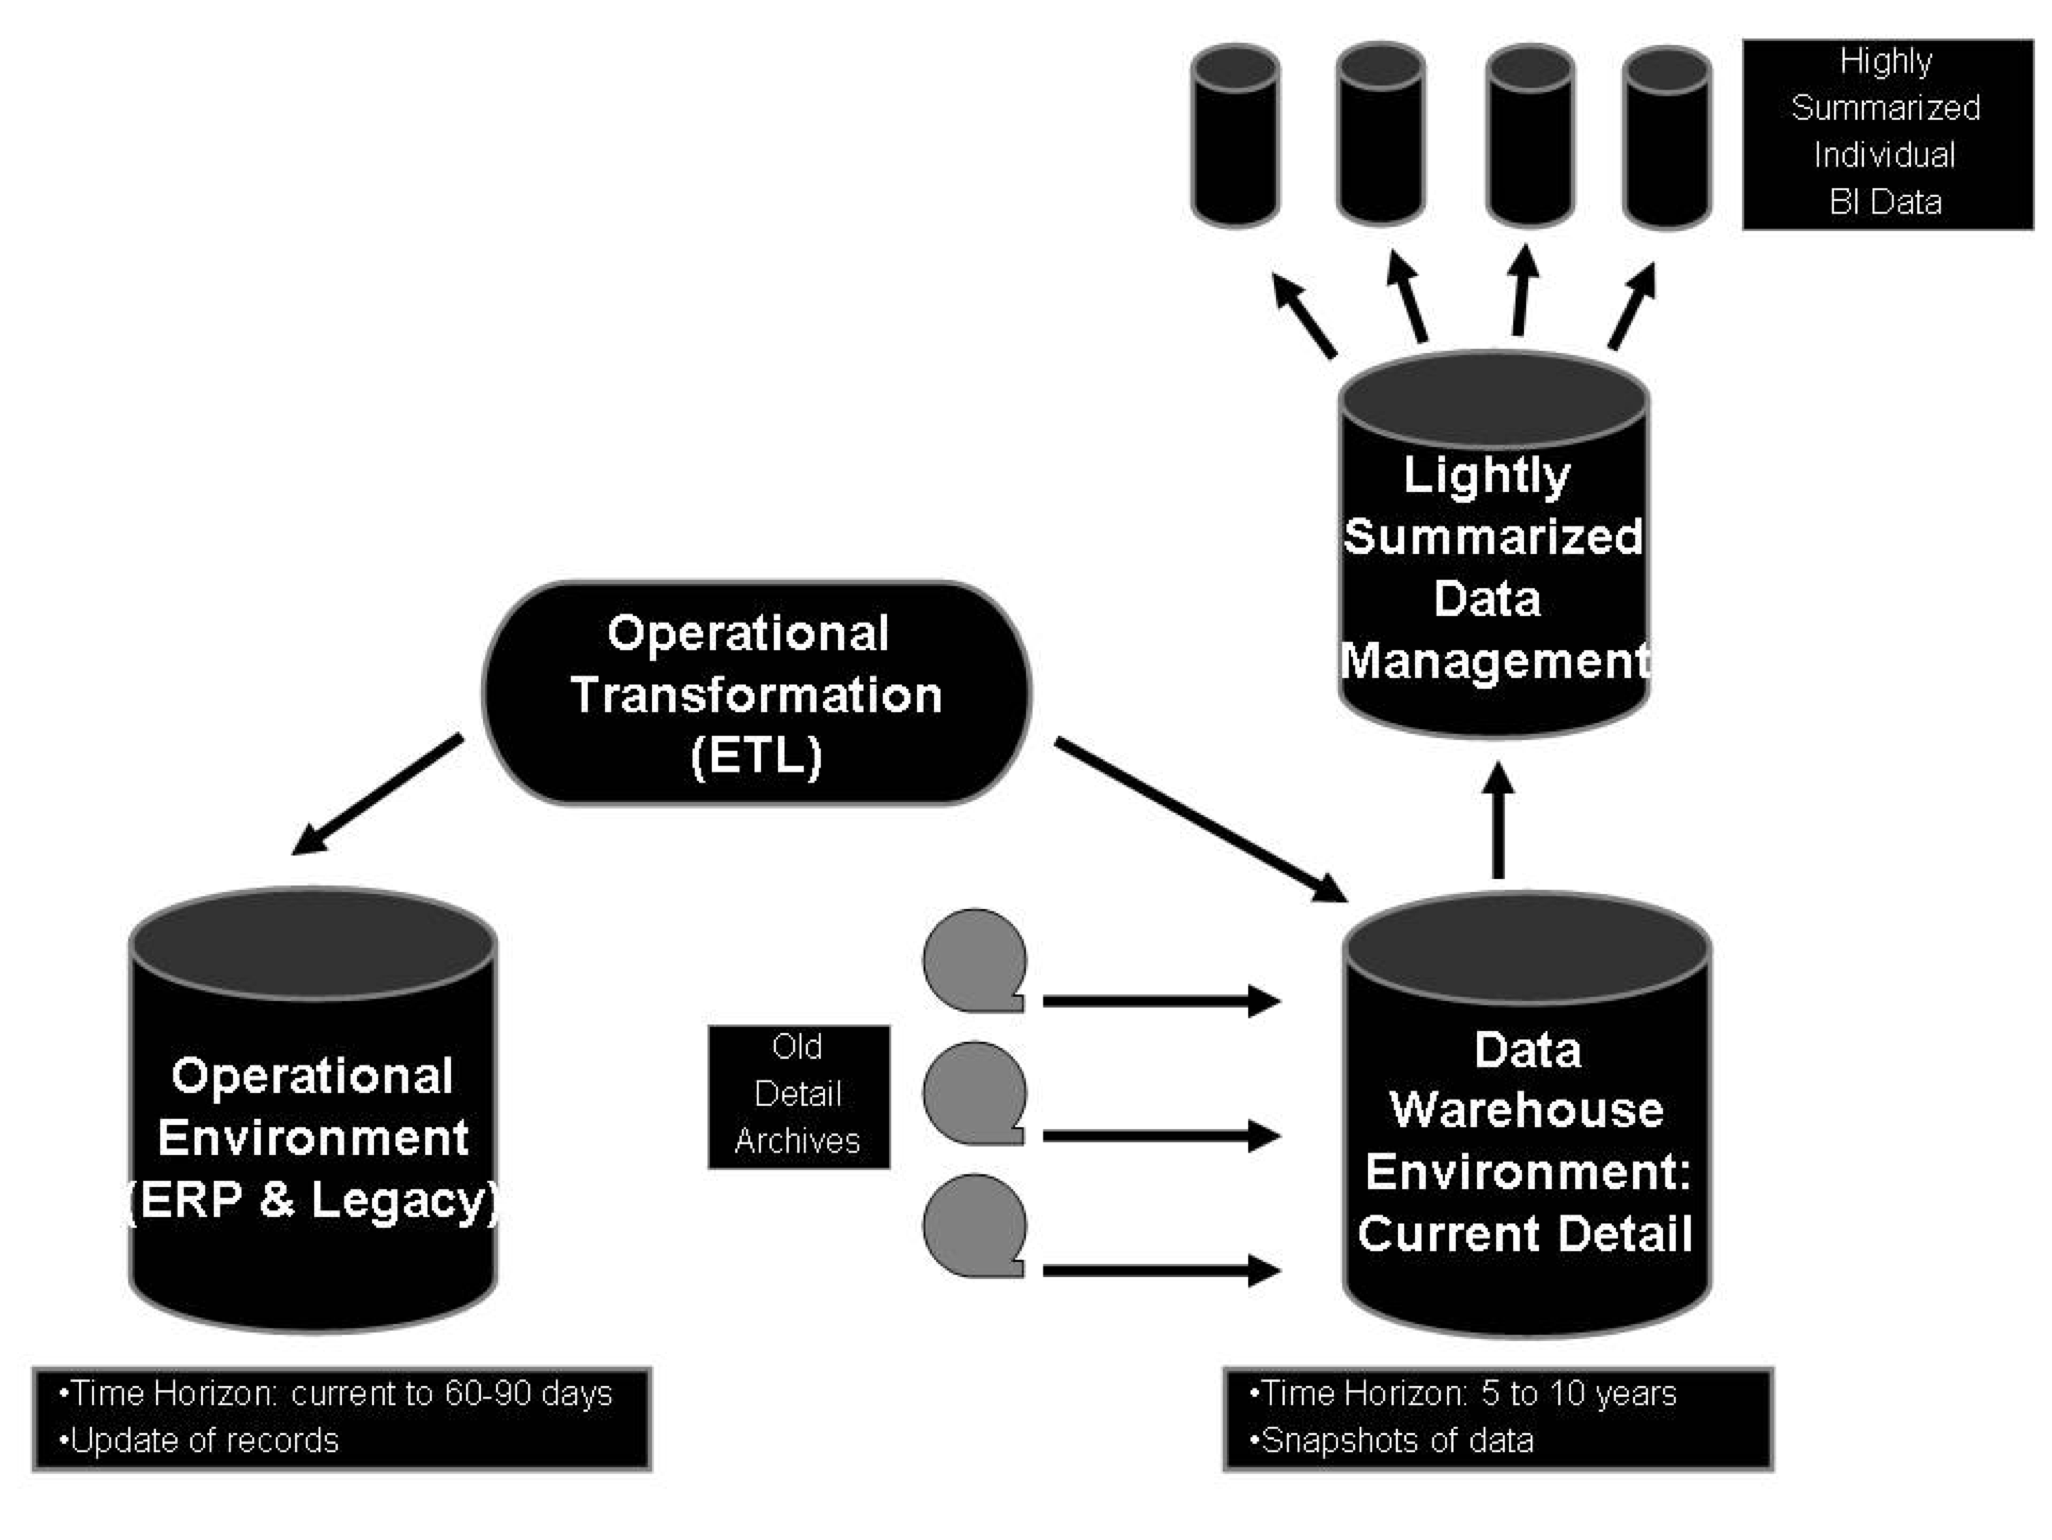 Highly
Summarized
Individual
BI Data
Lightly
Summarized
Data
Management
Operational
Transformation
(ETL)
Operational
Environment
(ERP & Legacy)
Old
Detail
Archives
Data
Warehouse
Environment:
Current Detail
•Time Horizon: current to 60-90 days
•Update of records
•Time Horizon: 5 to 10 years
•Snapshots of data